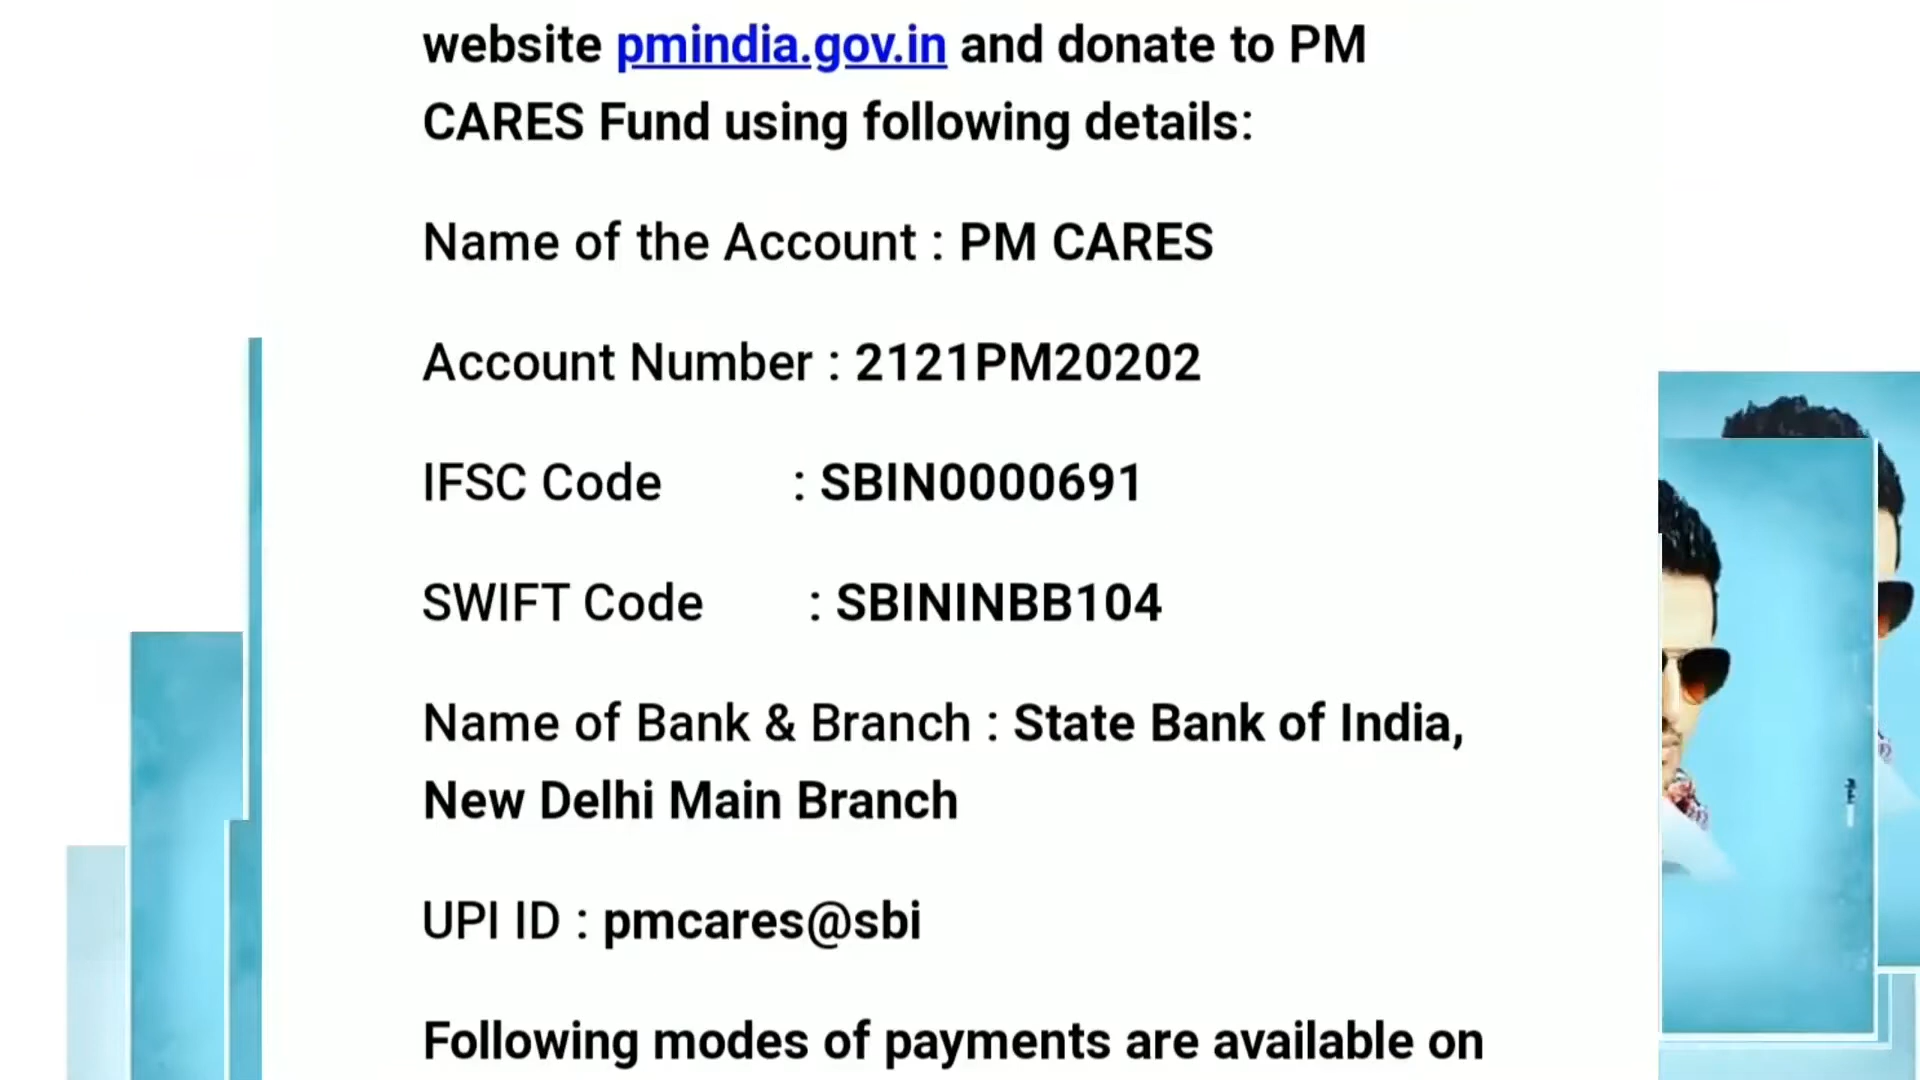 website pmindia.gov.in and donate to PM
CARES Fund using following details:
Name of the Account : PM CARES
Account Number : 2121PM20202
IFSC Code : SBIN0000691
SWIFT Code : SBININBB104
Name of Bank & Branch : State Bank of India,
New Delhi Main Branch
UPI ID : pmcares@sbi
Following modes of payments are available on